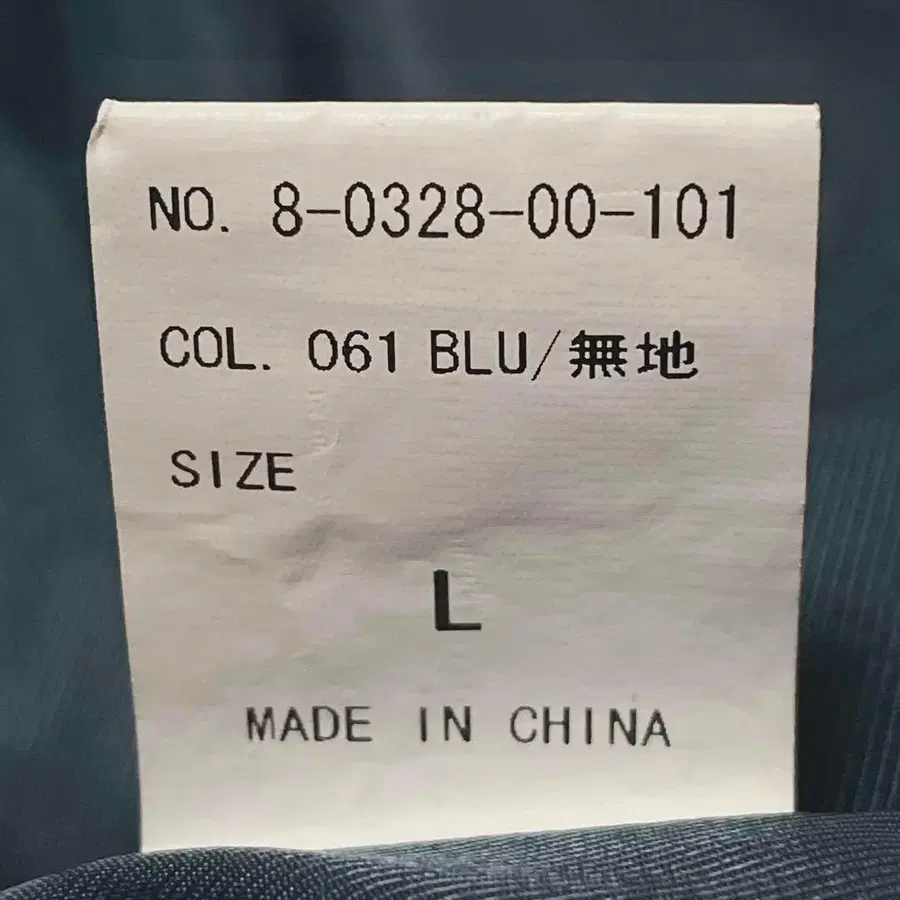 NO. 8-0328-00-101
COL. 061 BLU/無地
SIZE
L
MADE IN CHINA